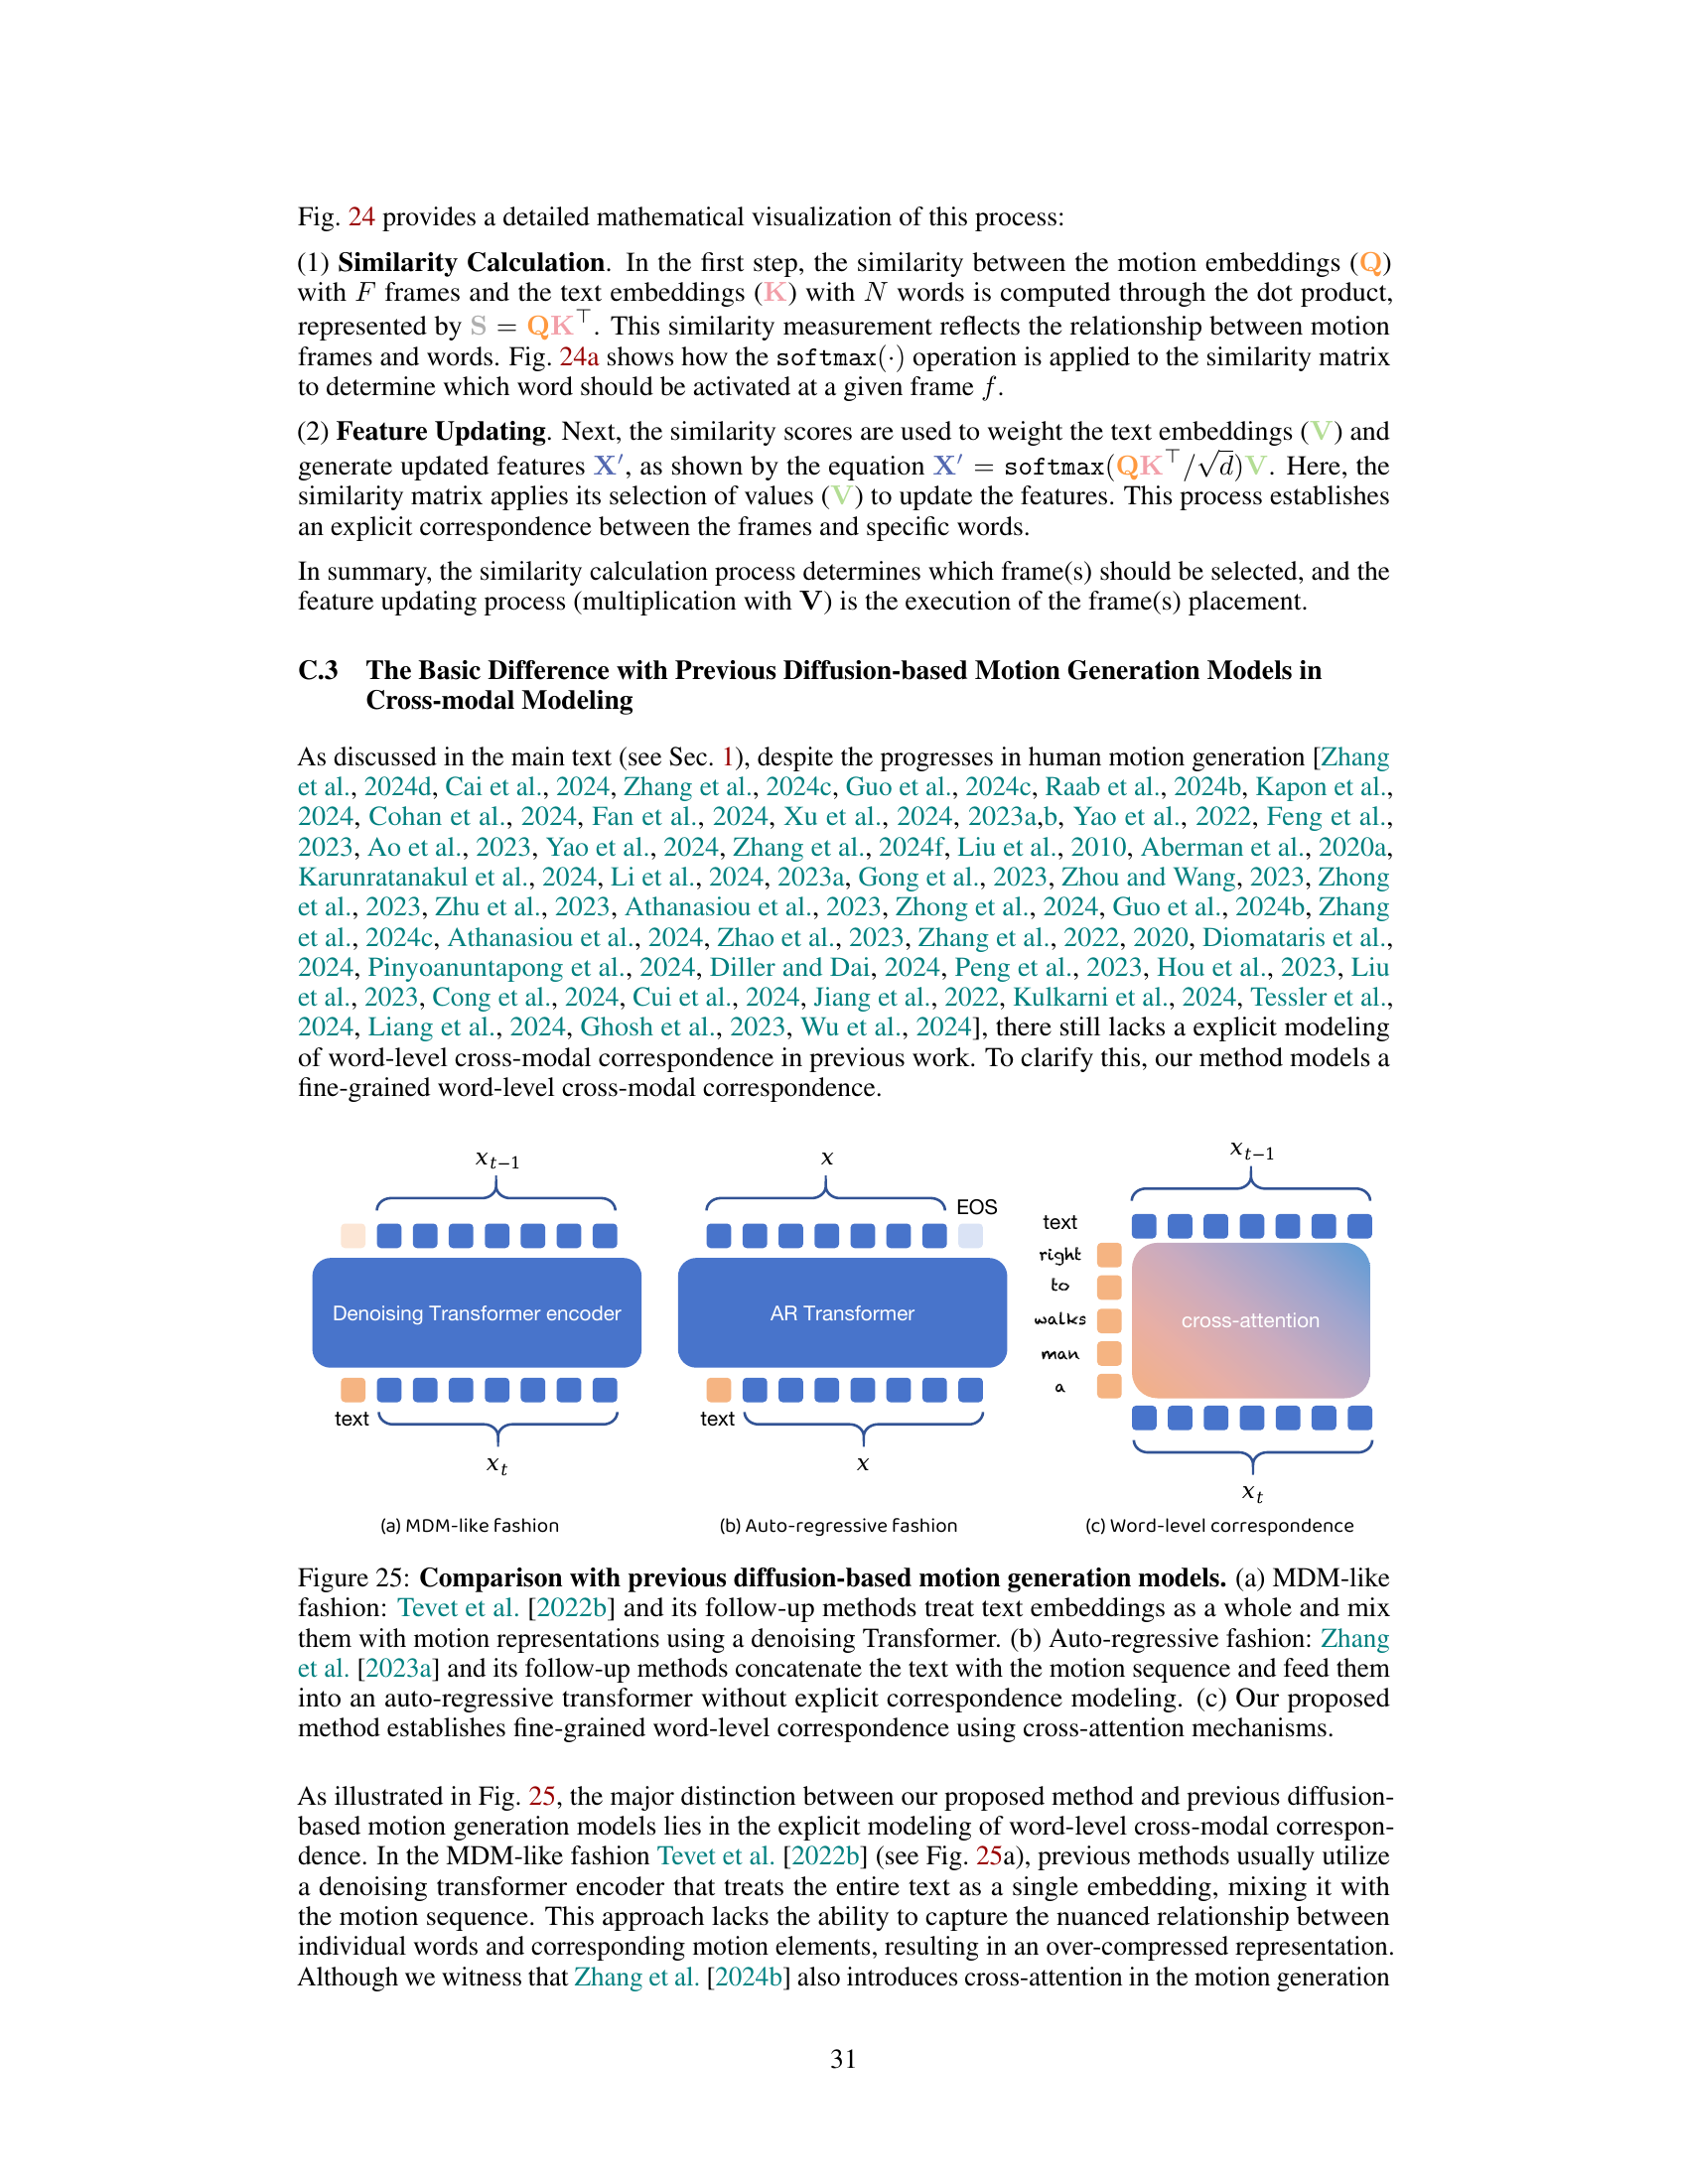 Fig. 24 provides a detailed mathematical visualization of this process:
(1) Similarity Calculation. In the first step, the similarity between the motion embeddings (Q)
with F frames and the text embeddings (K) with N words is computed through the dot product,
represented by S = QK⊤. This similarity measurement reflects the relationship between motion
frames and words. Fig. 24a shows how the softmax(·) operation is applied to the similarity matrix
to determine which word should be activated at a given frame f.
(2) Feature Updating. Next, the similarity scores are used to weight the text embeddings (V) and
generate updated features X′, as shown by the equation X′ = softmax(QK⊤/√d)V. Here, the
similarity matrix applies its selection of values (V) to update the features. This process establishes
an explicit correspondence between the frames and specific words.
In summary, the similarity calculation process determines which frame(s) should be selected, and the
feature updating process (multiplication with V) is the execution of the frame(s) placement.
C.3 The Basic Difference with Previous Diffusion-based Motion Generation Models in
Cross-modal Modeling
As discussed in the main text (see Sec. 1), despite the progresses in human motion generation [Zhang
et al., 2024d, Cai et al., 2024, Zhang et al., 2024c, Guo et al., 2024c, Raab et al., 2024b, Kapon et al.,
2024, Cohan et al., 2024, Fan et al., 2024, Xu et al., 2024, 2023a,b, Yao et al., 2022, Feng et al.,
2023, Ao et al., 2023, Yao et al., 2024, Zhang et al., 2024f, Liu et al., 2010, Aberman et al., 2020a,
Karunratanakul et al., 2024, Li et al., 2024, 2023a, Gong et al., 2023, Zhou and Wang, 2023, Zhong
et al., 2023, Zhu et al., 2023, Athanasiou et al., 2023, Zhong et al., 2024, Guo et al., 2024b, Zhang
et al., 2024c, Athanasiou et al., 2024, Zhao et al., 2023, Zhang et al., 2022, 2020, Diomataris et al.,
2024, Pinyoanuntapong et al., 2024, Diller and Dai, 2024, Peng et al., 2023, Hou et al., 2023, Liu
et al., 2023, Cong et al., 2024, Cui et al., 2024, Jiang et al., 2022, Kulkarni et al., 2024, Tessler et al.,
2024, Liang et al., 2024, Ghosh et al., 2023, Wu et al., 2024], there still lacks a explicit modeling
of word-level cross-modal correspondence in previous work. To clarify this, our method models a
fine-grained word-level cross-modal correspondence.
x_{t−1}
Denoising Transformer encoder
text
x_t
(a) MDM-like fashion
x
EOS
AR Transformer
text
x
(b) Auto-regressive fashion
x_{t−1}
text
right
to
walks
man
a
cross-attention
x_t
(c) Word-level correspondence
Figure 25: Comparison with previous diffusion-based motion generation models. (a) MDM-like
fashion: Tevet et al. [2022b] and its follow-up methods treat text embeddings as a whole and mix
them with motion representations using a denoising Transformer. (b) Auto-regressive fashion: Zhang
et al. [2023a] and its follow-up methods concatenate the text with the motion sequence and feed them
into an auto-regressive transformer without explicit correspondence modeling. (c) Our proposed
method establishes fine-grained word-level correspondence using cross-attention mechanisms.
As illustrated in Fig. 25, the major distinction between our proposed method and previous diffusion-
based motion generation models lies in the explicit modeling of word-level cross-modal correspon-
dence. In the MDM-like fashion Tevet et al. [2022b] (see Fig. 25a), previous methods usually utilize
a denoising transformer encoder that treats the entire text as a single embedding, mixing it with
the motion sequence. This approach lacks the ability to capture the nuanced relationship between
individual words and corresponding motion elements, resulting in an over-compressed representation.
Although we witness that Zhang et al. [2024b] also introduces cross-attention in the motion generation
31